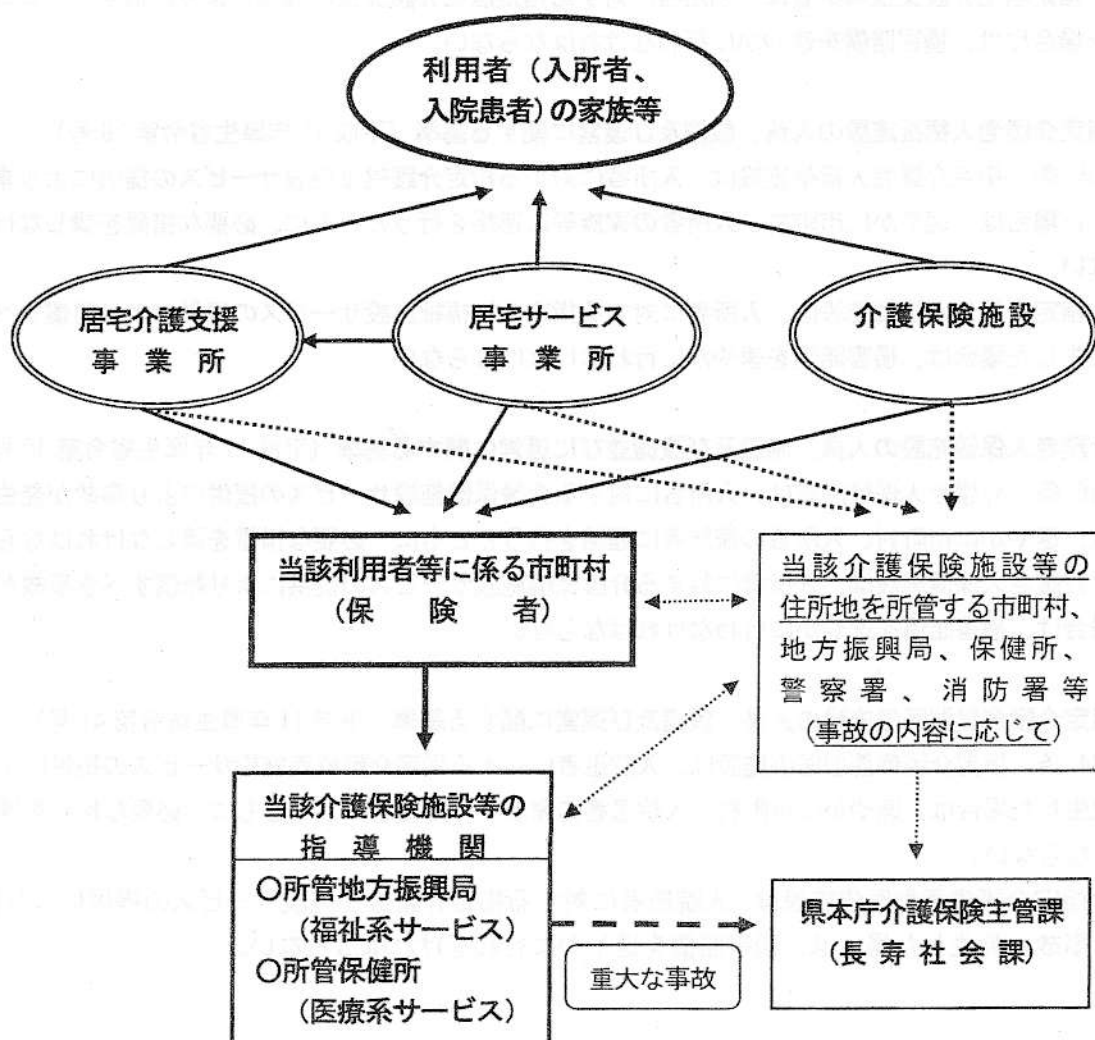 利用者（入所者、
入院患者）の家族等
居宅介護支援
事業所
居宅サービス
事業所
介護保険施設
当該利用者等に係る市町村
（保険者）
当該介護保険施設等の
住所地を所管する市町村、
地方振興局、保健所、
警察署、消防署等
（事故の内容に応じて）
当該介護保険施設等の
指導機関
○所管地方振興局
（福祉系サービス）
○所管保健所
（医療系サービス）
重大な事故
県本庁介護保険主管課
（長寿社会課）